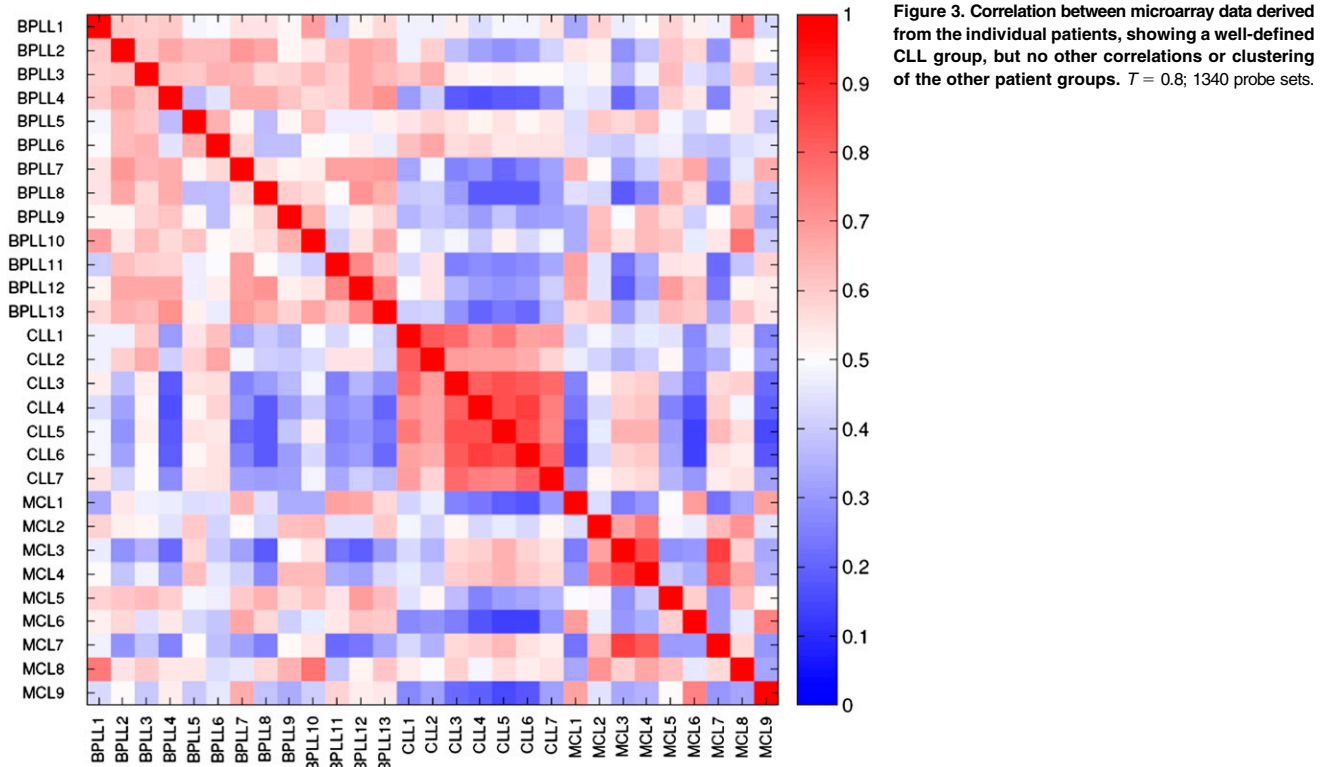 BPLL1
BPLL2
BPLL3
BPLL4
BPLL5
BPLL6
BPLL7
BPLL8
BPLL9
BPLL10
BPLL11
BPLL12
BPLL13
CLL1
CLL2
CLL3
CLL4
CLL5
CLL6
CLL7
MCL1
MCL2
MCL3
MCL4
MCL5
MCL6
MCL7
MCL8
MCL9
BPLL1 BPLL2 BPLL3 BPLL4 BPLL5 BPLL6 BPLL7 BPLL8 BPLL9 BPLL10 BPLL11 BPLL12 BPLL13 CLL1 CLL2 CLL3 CLL4 CLL5 CLL6 CLL7 MCL1 MCL2 MCL3 MCL4 MCL5 MCL6 MCL7 MCL8 MCL9
1
0.9
0.8
0.7
0.6
0.5
0.4
0.3
0.2
0.1
0
Figure 3. Correlation between microarray data derived
from the individual patients, showing a well-defined
CLL group, but no other correlations or clustering
of the other patient groups. T = 0.8; 1340 probe sets.